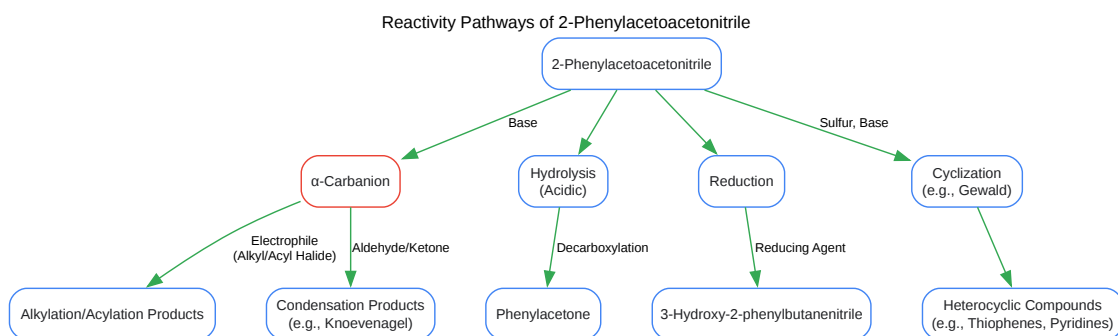 Reactivity Pathways of 2-Phenylacetoacetonitrile
2-Phenylacetoacetonitrile
Base
Sulfur, Base
α-Carbanion
Hydrolysis
(Acidic)
Reduction
Cyclization
(e.g., Gewald)
Electrophile
(Alkyl/Acyl Halide)
Aldehyde/Ketone
Decarboxylation
Reducing Agent
Alkylation/Acylation Products
Condensation Products
(e.g., Knoevenagel)
Phenylacetone
3-Hydroxy-2-phenylbutanenitrile
Heterocyclic Compounds
(e.g., Thiophenes, Pyridines)